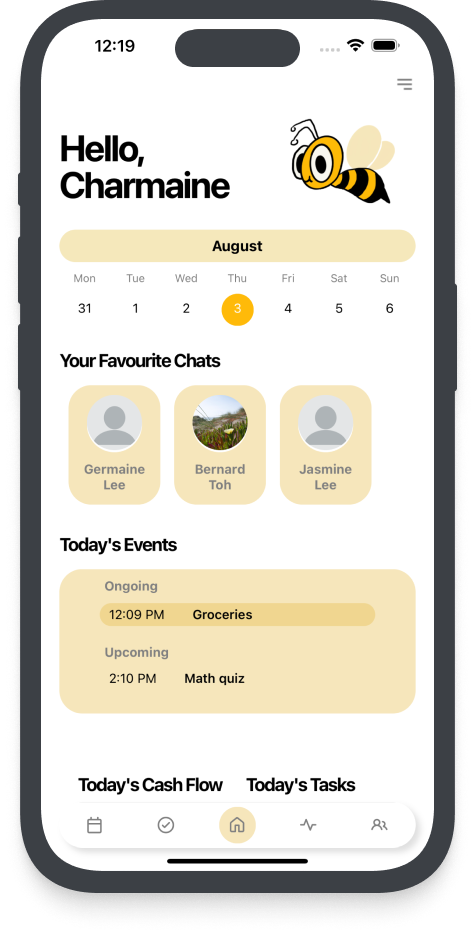 12:19
Hello,
Charmaine
August
Mon Tue Wed Thu Fri Sat Sun
31 1 2 3 4 5 6
Your Favourite Chats
Germaine Lee
Bernard Toh
Jasmine Lee
Today's Events
Ongoing
12:09 PM Groceries
Upcoming
2:10 PM Math quiz
Today's Cash Flow Today's Tasks